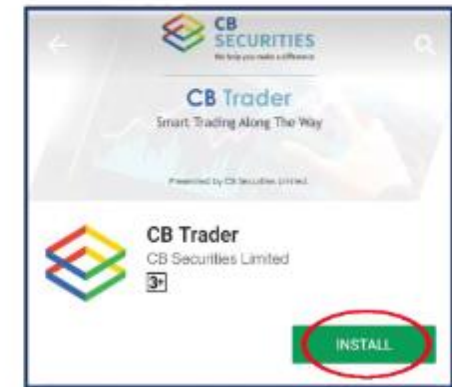 CB
SECURITIES
We help you make a difference
CB Trader
Smart Trading Along The Way
Presented by CB Securities Limited.
CB Trader
CB Securities Limited
3+
INSTALL